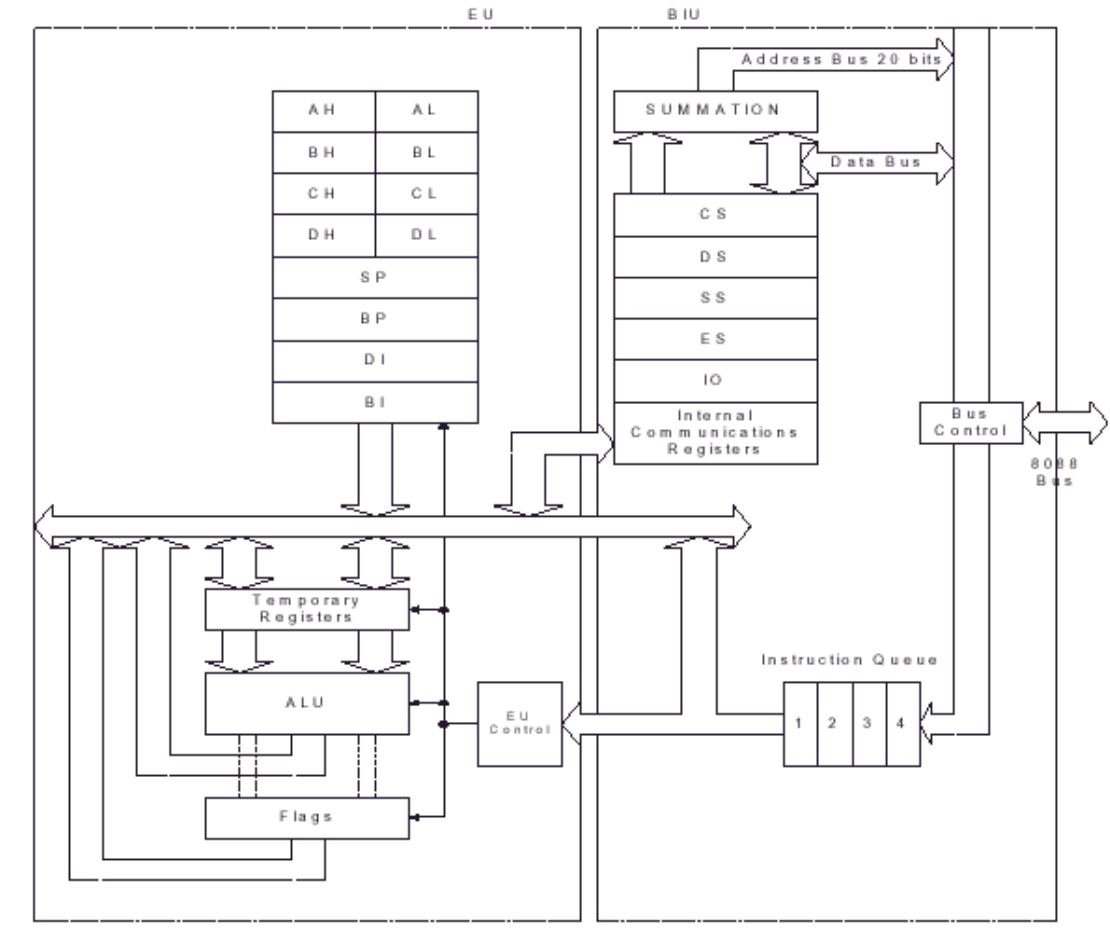 EU
BIU
Address Bus 20 bits
AH AL
SUMMATION
BH BL
Data Bus
CH CL
CS
DH DL
DS
SP
SS
BP
ES
DI
IO
BI
Internal
Communications
Registers
Bus
Control
8088
Bus
Temporary
Registers
Instruction Queue
ALU
EU
Control
1 2 3 4
Flags